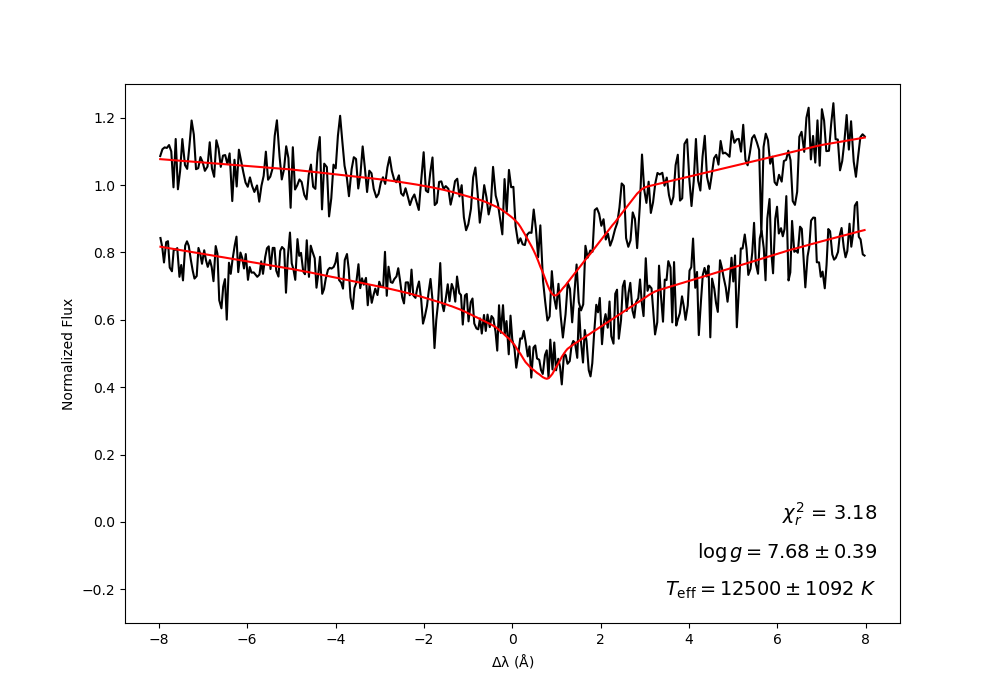 1.2
1.0
0.8
0.6
0.4
0.2
0.0
−0.2
Normalized Flux
χ_r^2 = 3.18
log g = 7.68 ± 0.39
T_eff = 12500 ± 1092 K
−8 −6 −4 −2 0 2 4 6 8
Δλ (Å)